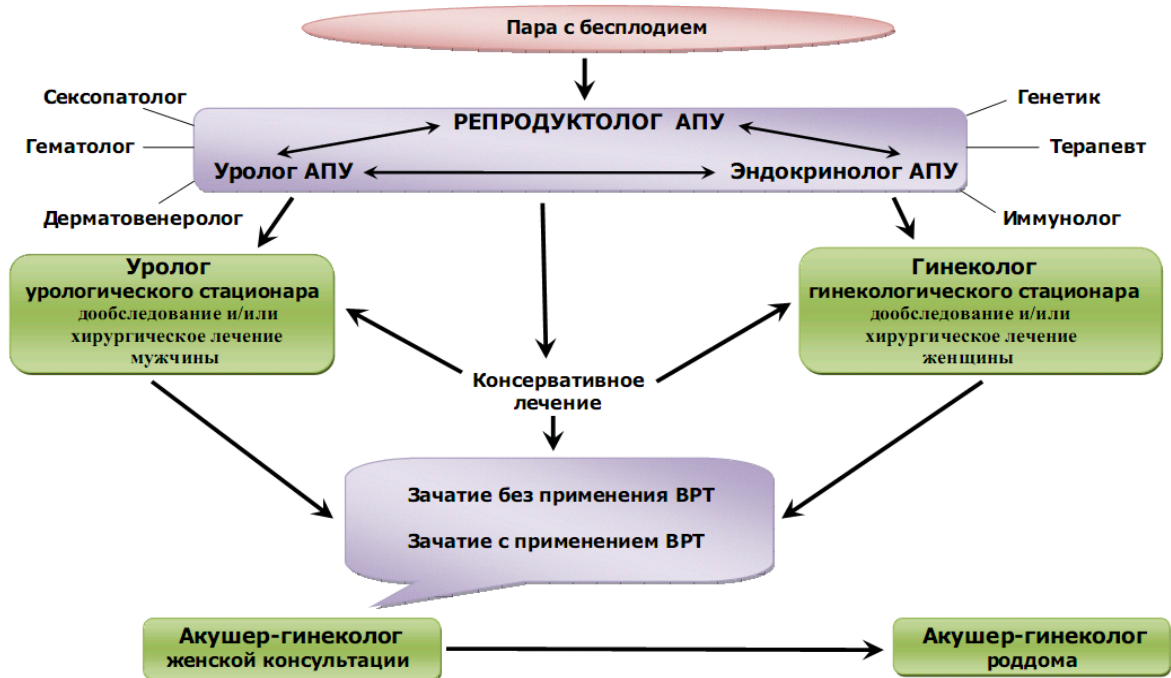 Пара с бесплодием
Сексопатолог
Генетик
РЕПРОДУКТОЛОГ АПУ
Гематолог
Терапевт
Уролог АПУ
Эндокринолог АПУ
Дерматовенеролог
Иммунолог
Уролог
урологического стационара
дообследование и/или
хирургическое лечение
мужчины
Гинеколог
гинекологического стационара
дообследование и/или
хирургическое лечение
женщины
Консервативное
лечение
Зачатие без применения ВРТ
Зачатие с применением ВРТ
Акушер-гинеколог
женской консультации
Акушер-гинеколог
роддома